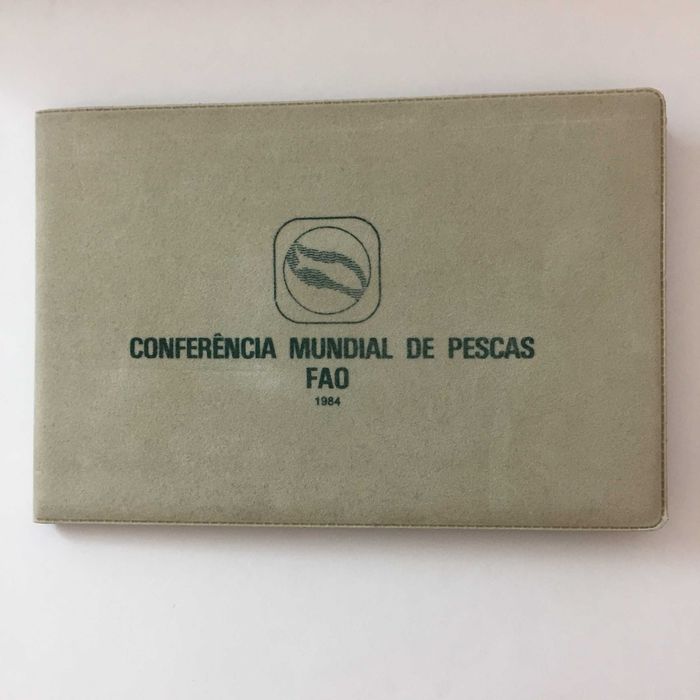 CONFERÊNCIA MUNDIAL DE PESCAS
FAO
1984